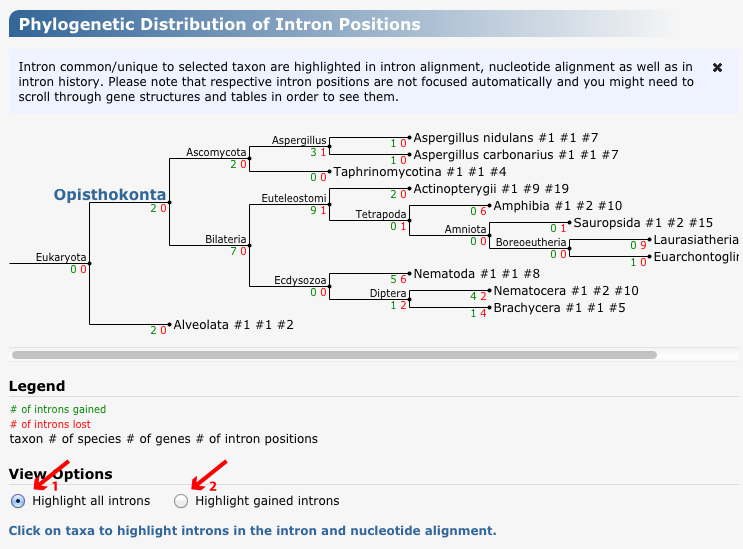 Phylogenetic Distribution of Intron Positions
Intron common/unique to selected taxon are highlighted in intron alignment, nucleotide alignment as well as in
intron history. Please note that respective intron positions are not focused automatically and you might need to
scroll through gene structures and tables in order to see them.
✖
Aspergillus
3 1
1 0
Aspergillus nidulans #1 #1 #7
Ascomycota
2 0
1 0
Aspergillus carbonarius #1 #1 #7
0 0
Taphrinomycotina #1 #1 #4
Opisthokonta
2 0
Euteleostomi
9 1
2 0
Actinopterygii #1 #9 #19
Tetrapoda
0 1
0 6
Amphibia #1 #2 #10
Amniota
0 0
0 1
Sauropsida #1 #2 #15
Bilateria
7 0
Boreoeutheria
0 0
0 9
Laurasiatheria
Eukaryota
0 0
1 0
Euarchontoglir
Ecdysozoa
0 0
5 6
Nematoda #1 #1 #8
Diptera
1 2
4 2
Nematocera #1 #2 #10
1 4
Brachycera #1 #1 #5
2 0
Alveolata #1 #1 #2
Legend
# of introns gained
# of introns lost
taxon # of species # of genes # of intron positions
View Options
1
2
Highlight all introns
Highlight gained introns
Click on taxa to highlight introns in the intron and nucleotide alignment.